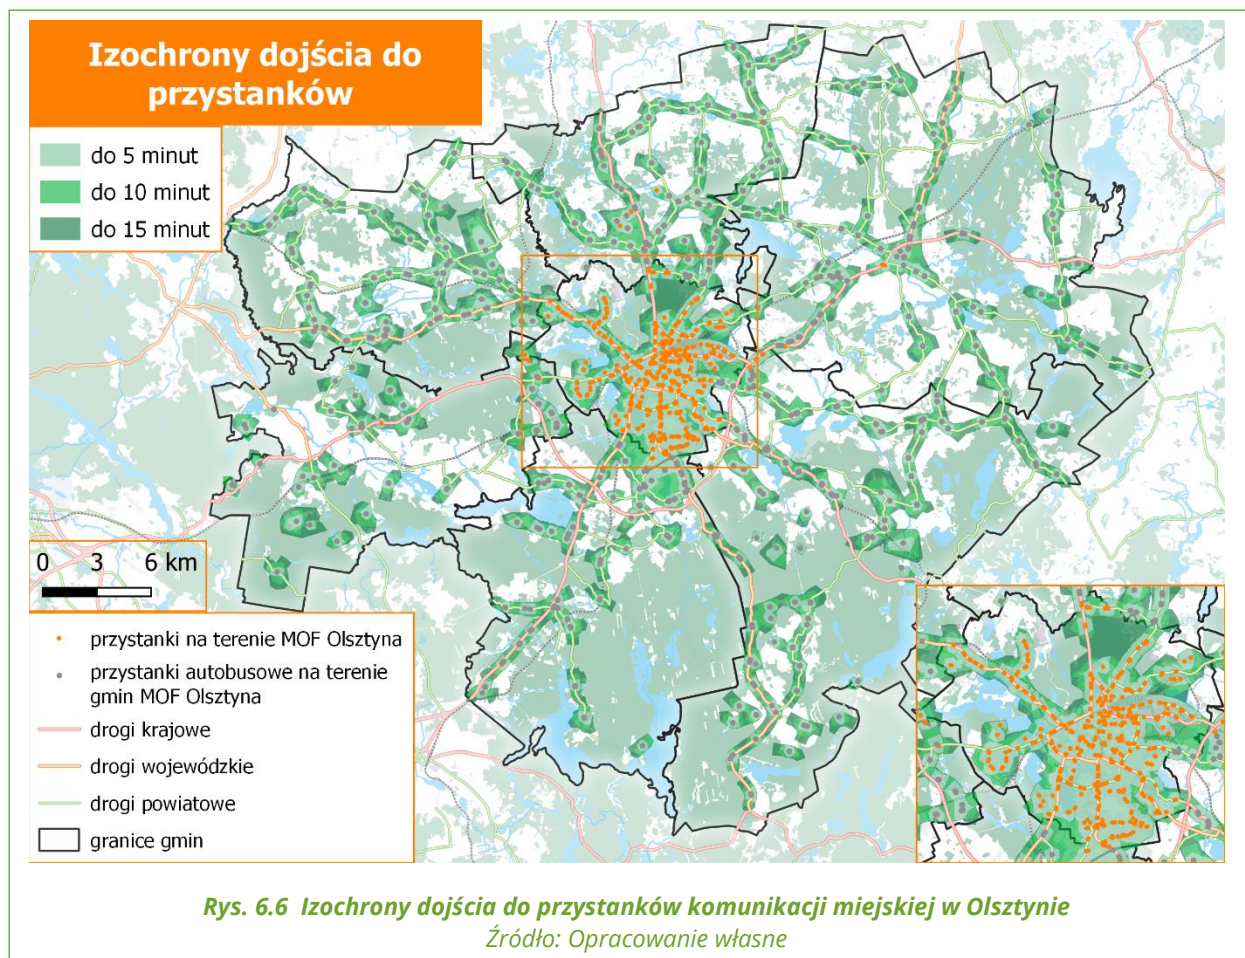 Izochrony dojścia do
przystanków
do 5 minut
do 10 minut
do 15 minut
0 3 6 km
przystanki na terenie MOF Olsztyna
przystanki autobusowe na terenie
gmin MOF Olsztyna
drogi krajowe
drogi wojewódzkie
drogi powiatowe
granice gmin
Rys. 6.6 Izochrony dojścia do przystanków komunikacji miejskiej w Olsztynie
Źródło: Opracowanie własne